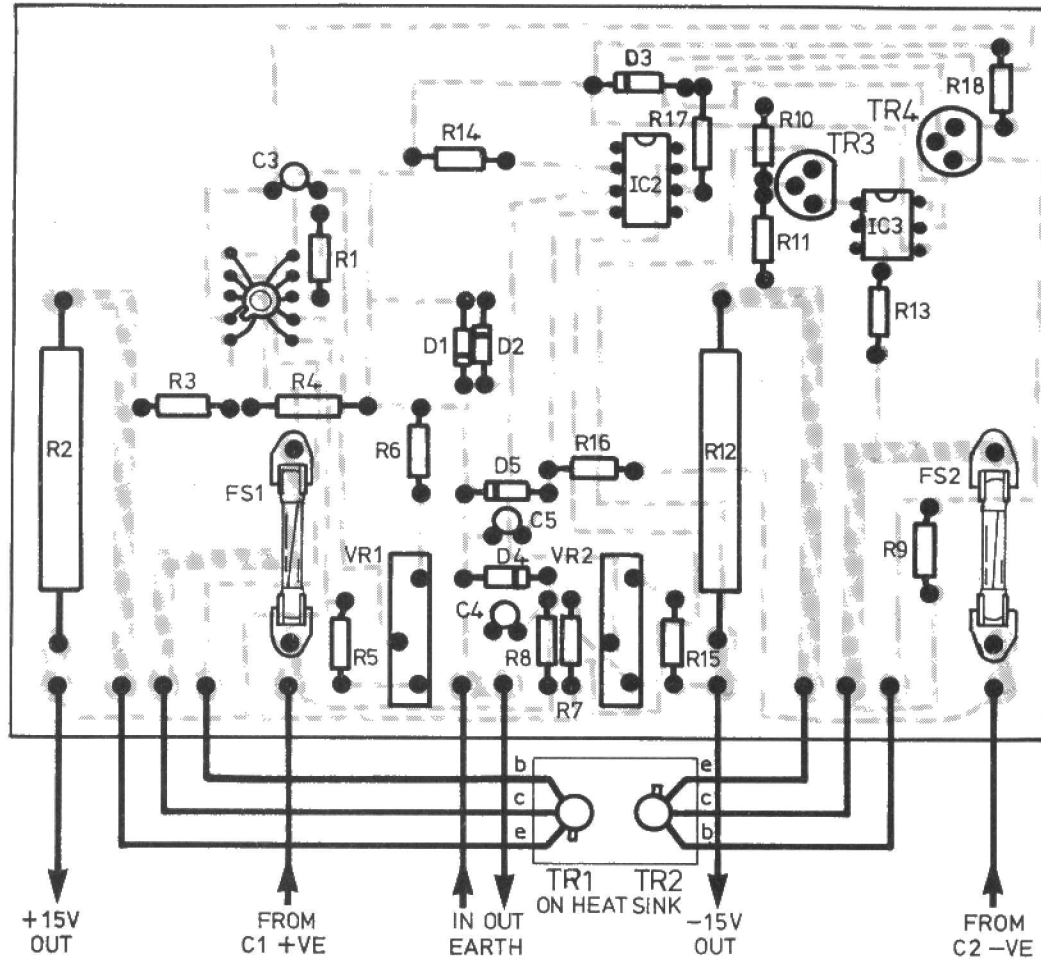 D3
R18
R14
R17
R10
TR4
TR3
C3
IC2
IC3
R1
R11
R13
D1
D2
R3
R4
R2
R6
R16
R12
FS1
D5
FS2
C5
VR1
D4
VR2
R9
C4
R5
R8
R15
R7
b
e
c
c
e
b
TR1
TR2
ON HEAT SINK
+15V
OUT
FROM
C1 +VE
IN OUT
EARTH
-15V
OUT
FROM
C2 -VE